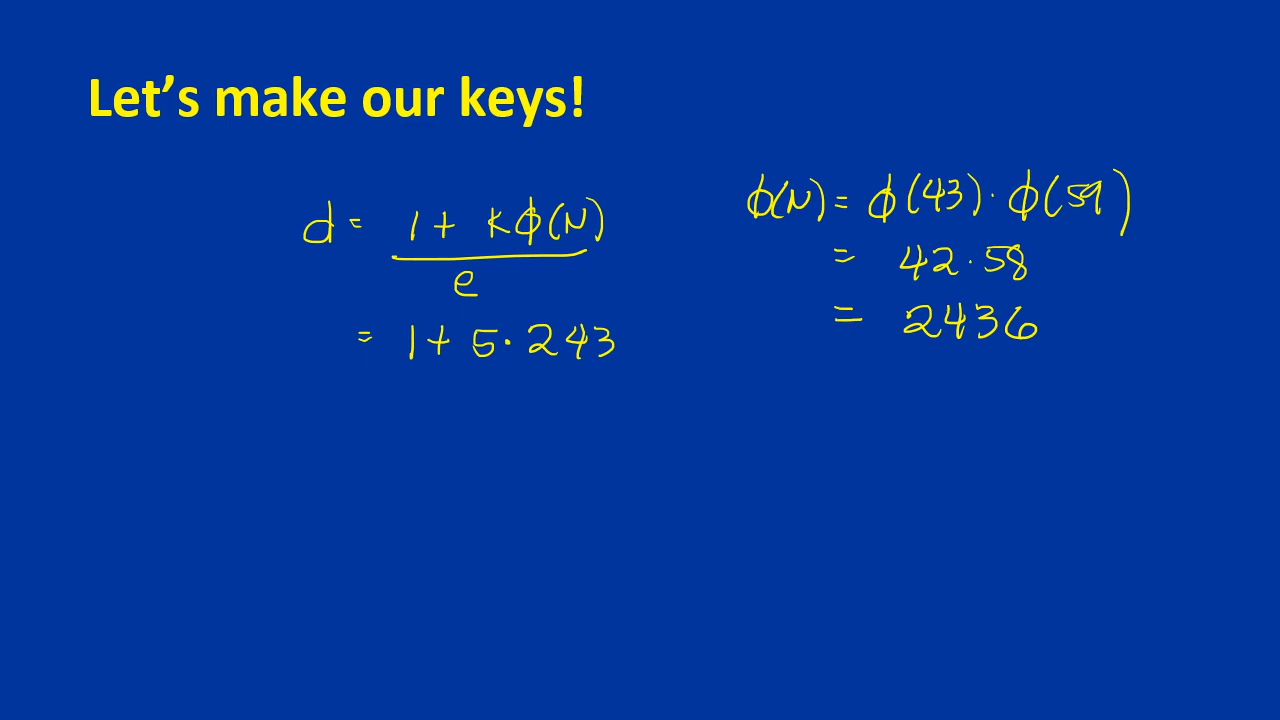 Let's make our keys!
d = 1 + kϕ(N)
e
= 1 + 5 · 243
ϕ(N) = ϕ(43) · ϕ(59)
= 42 · 58
= 2436